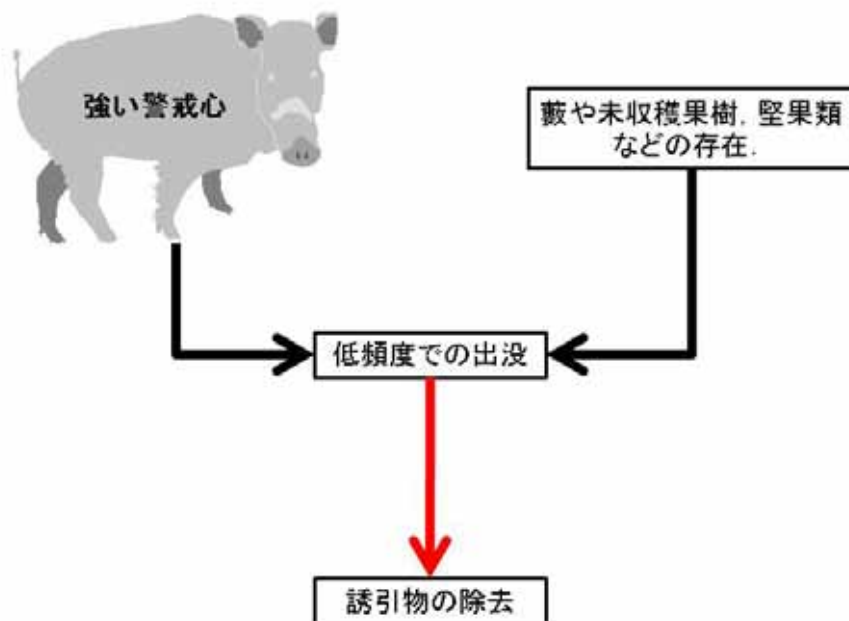 強い警戒心
藪や未収穫果樹．堅果類
などの存在．
低頻度での出没
誘引物の除去